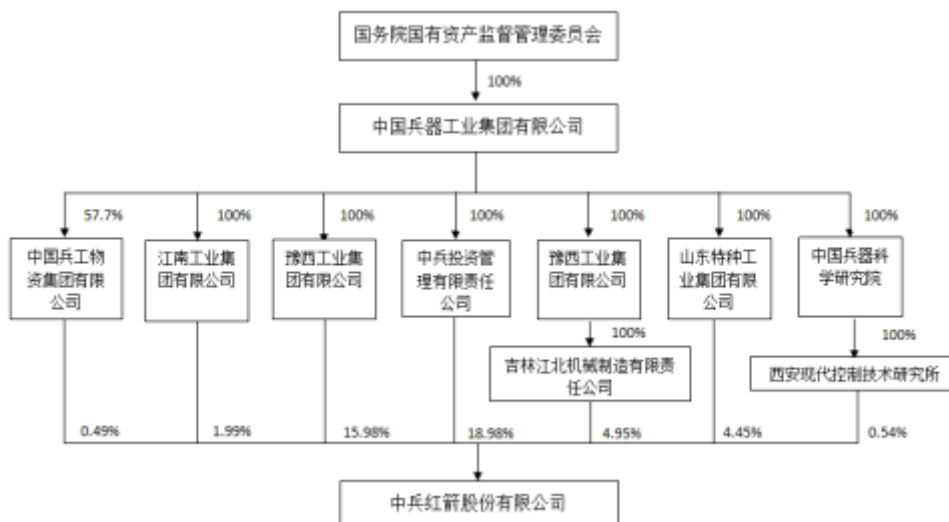 国务院国有资产监督管理委员会
100%
中国兵器工业集团有限公司
57.7%
100%
100%
100%
100%
100%
100%
中国兵工物
资集团有限
公司
江南工业集
团有限公司
豫西工业集
团有限公司
中兵投资管
理有限责任
公司
豫西工业集
团有限公司
山东特种工
业集团有限
公司
中国兵器科
学研究院
100%
100%
吉林江北机械制造有限责
任公司
西安现代控制技术研究所
0.49%
1.99%
15.98%
18.98%
4.95%
4.45%
0.54%
中兵红箭股份有限公司